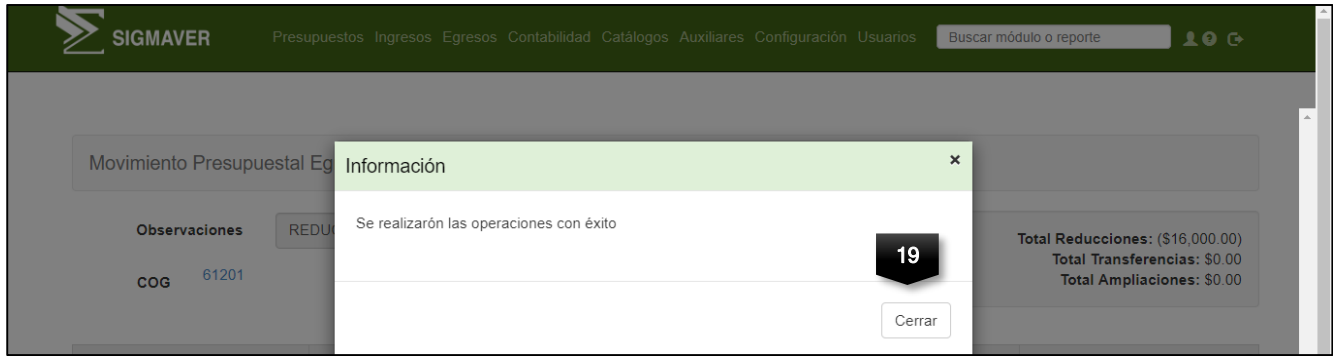 SIGMAVER
Presupuestos Ingresos Egresos Contabilidad Catálogos Auxiliares Configuración Usuarios
Buscar módulo o reporte
Movimiento Presupuestal Eg
Información
×
Observaciones
REDU
Se realizarón las operaciones con éxito
COG
61201
19
Total Reducciones: ($16,000.00)
Total Transferencias: $0.00
Total Ampliaciones: $0.00
Cerrar